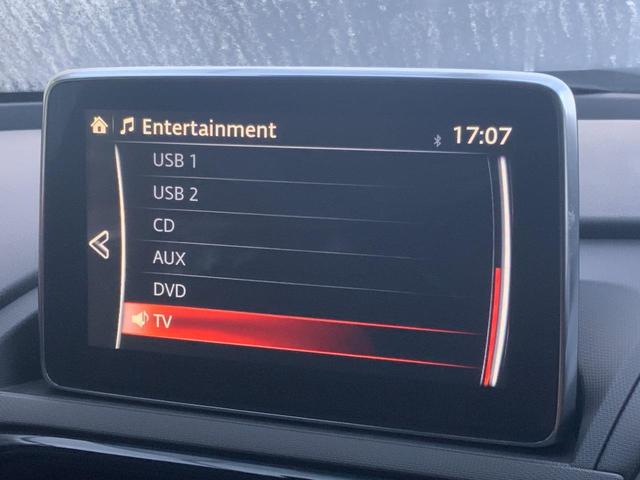 Entertainment 17:07
USB 1
USB 2
CD
AUX
DVD
TV